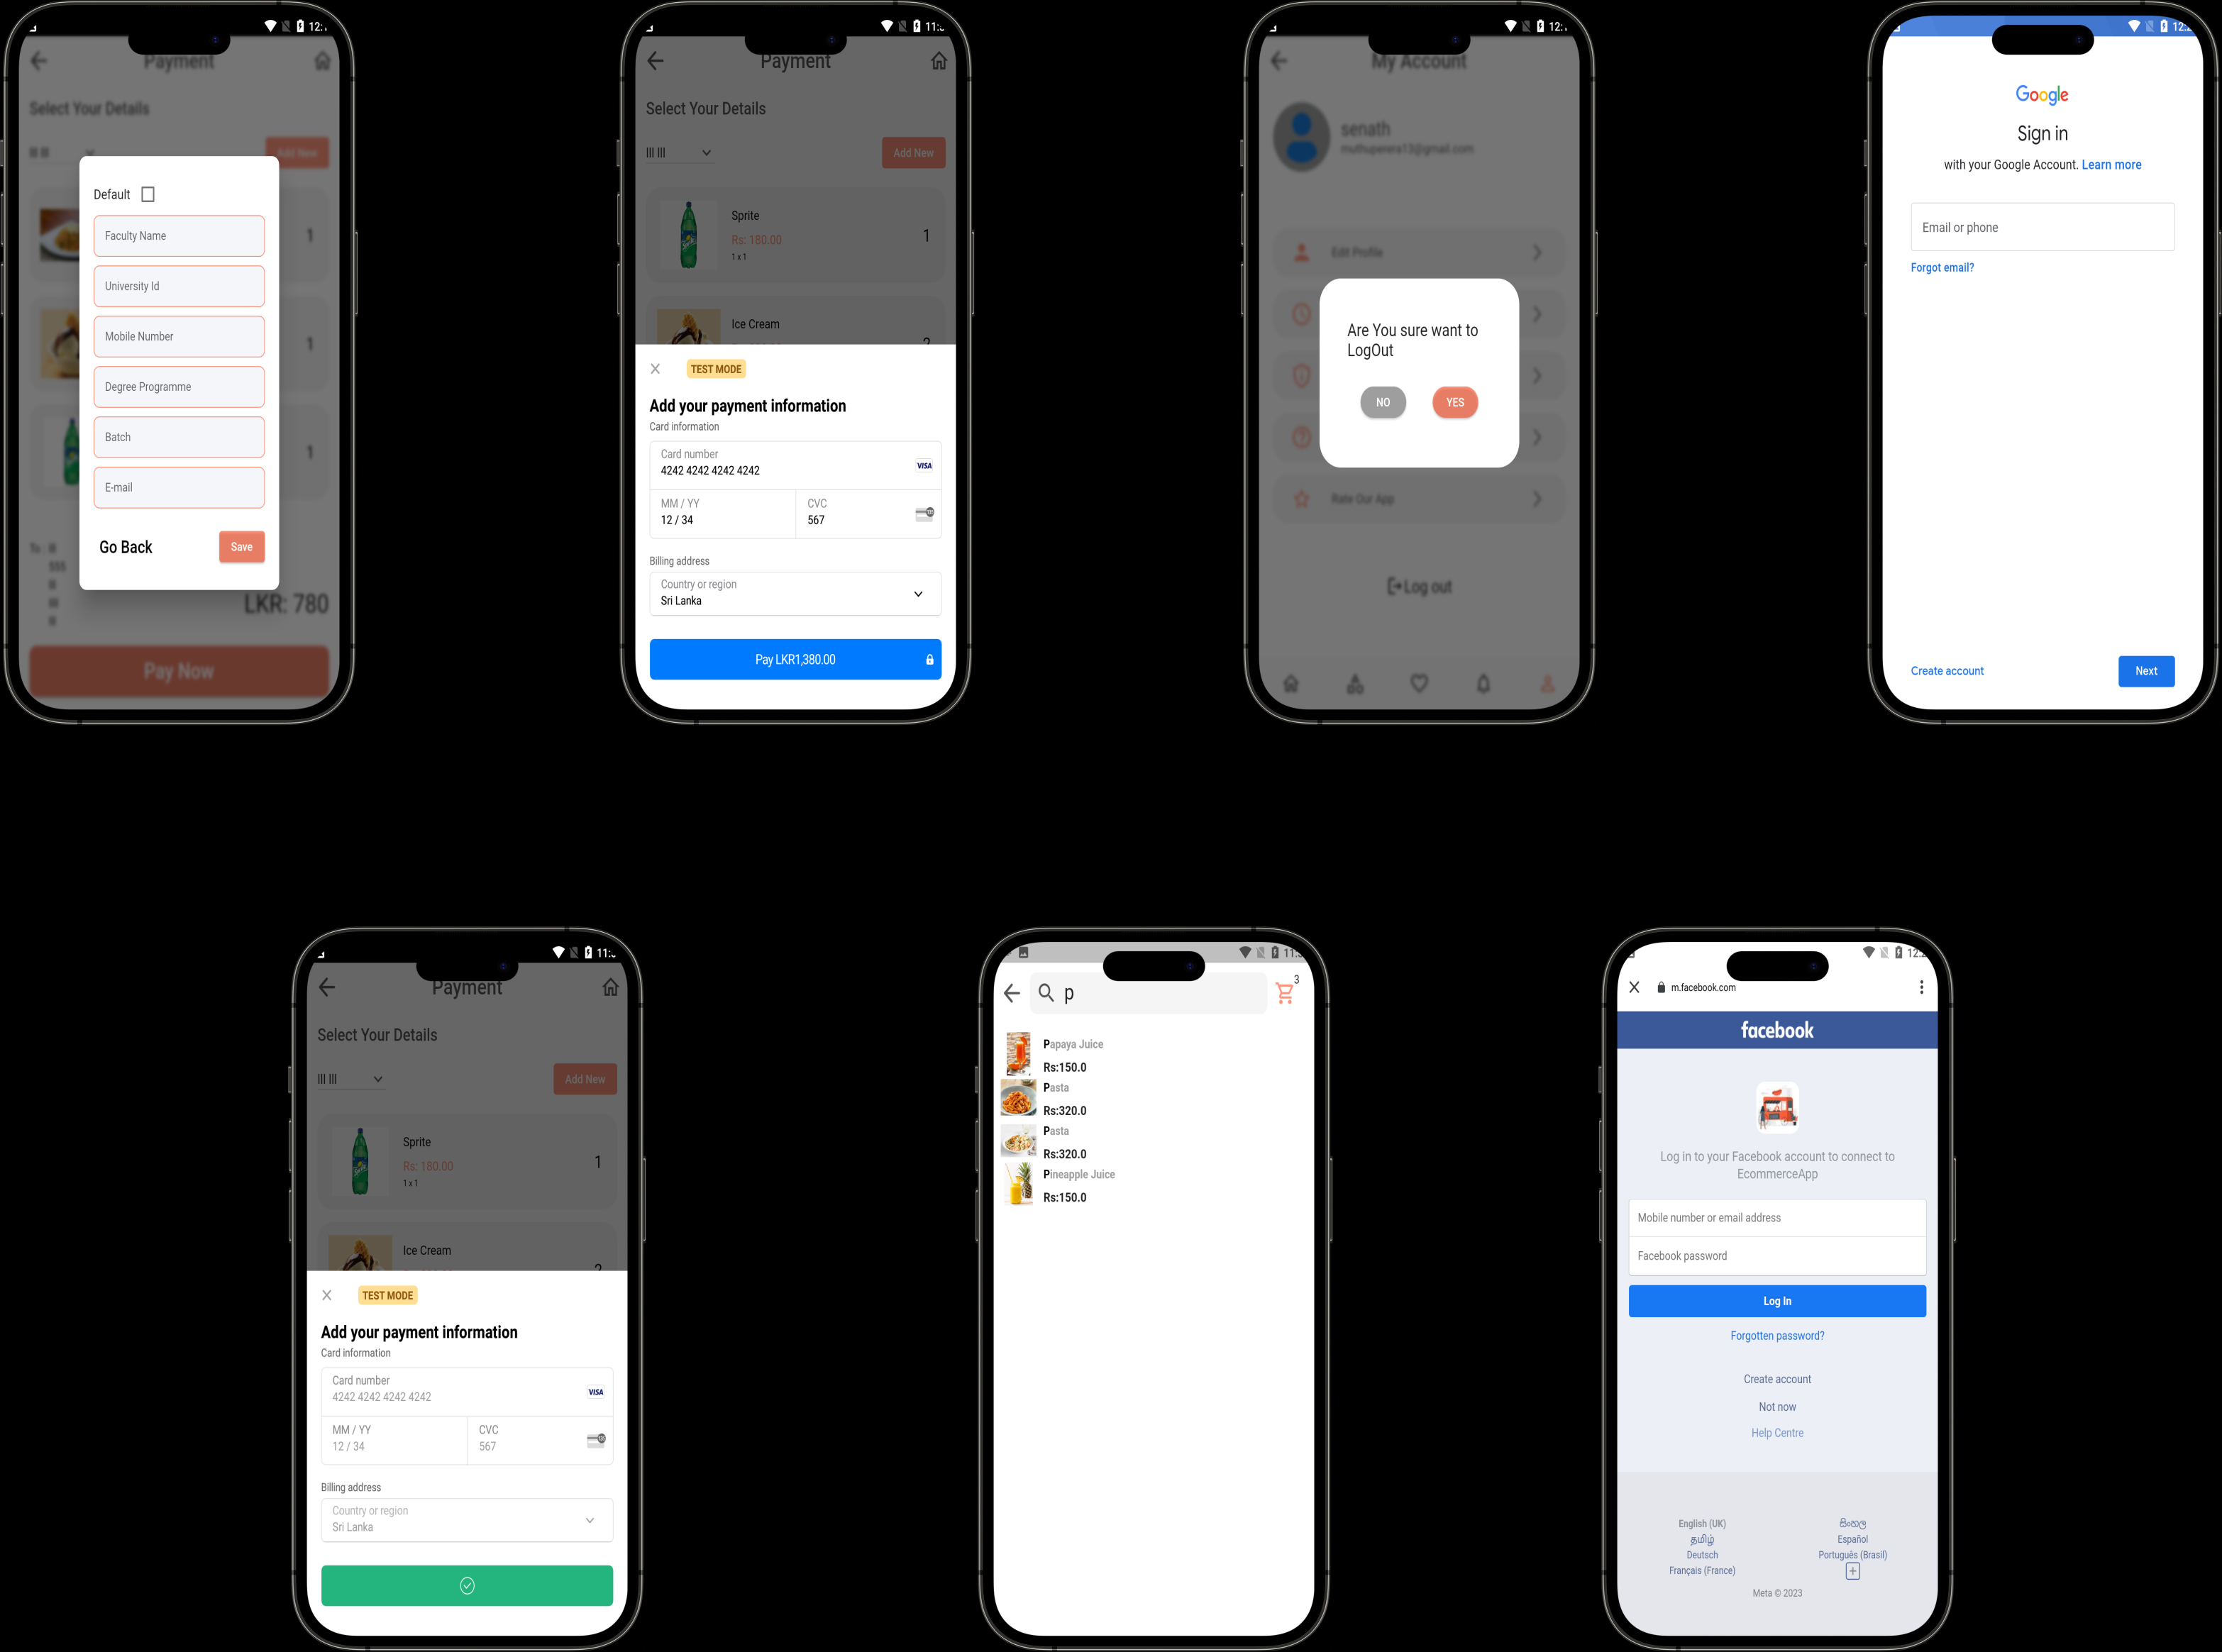 12:
Payment
Select Your Details
Add New
Default
Faculty Name
University Id
Mobile Number
Degree Programme
Batch
E-mail
Go Back
Save
1
1
1
To :
555
LKR: 780
Pay Now
11:
Payment
Select Your Details
lll lll
Add New
Sprite
Rs: 180.00
1 x 1
1
Ice Cream
2
TEST MODE
Add your payment information
Card information
Card number
4242 4242 4242 4242
VISA
MM / YY
12 / 34
CVC
567
Billing address
Country or region
Sri Lanka
Pay LKR1,380.00
12:
My Account
senath
muthuperera13@gmail.com
Edit Profile
Are You sure want to
LogOut
NO
YES
Rate Our App
Log out
12:
Google
Sign in
with your Google Account. Learn more
Email or phone
Forgot email?
Create account
Next
11:
Payment
Select Your Details
lll lll
Add New
Sprite
Rs: 180.00
1 x 1
1
Ice Cream
2
TEST MODE
Add your payment information
Card information
Card number
4242 4242 4242 4242
VISA
MM / YY
12 / 34
CVC
567
Billing address
Country or region
Sri Lanka
11:
p
3
Papaya Juice
Rs:150.0
Pasta
Rs:320.0
Pasta
Rs:320.0
Pineapple Juice
Rs:150.0
12:
m.facebook.com
facebook
Log in to your Facebook account to connect to
EcommerceApp
Mobile number or email address
Facebook password
Log In
Forgotten password?
Create account
Not now
Help Centre
English (UK)
සිංහල
தமிழ்
Español
Deutsch
Português (Brasil)
Français (France)
Meta © 2023